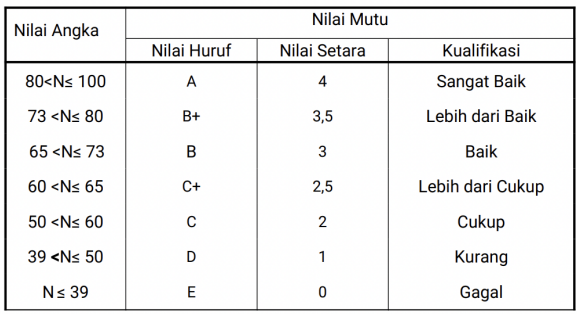 Nilai Angka Nilai Mutu
Nilai Huruf Nilai Setara Kualifikasi
80<N≤ 100 A 4 Sangat Baik
73 <N≤ 80 B+ 3,5 Lebih dari Baik
65 <N≤ 73 B 3 Baik
60 <N≤ 65 C+ 2,5 Lebih dari Cukup
50 <N≤ 60 C 2 Cukup
39 <N≤ 50 D 1 Kurang
N ≤ 39 E 0 Gagal